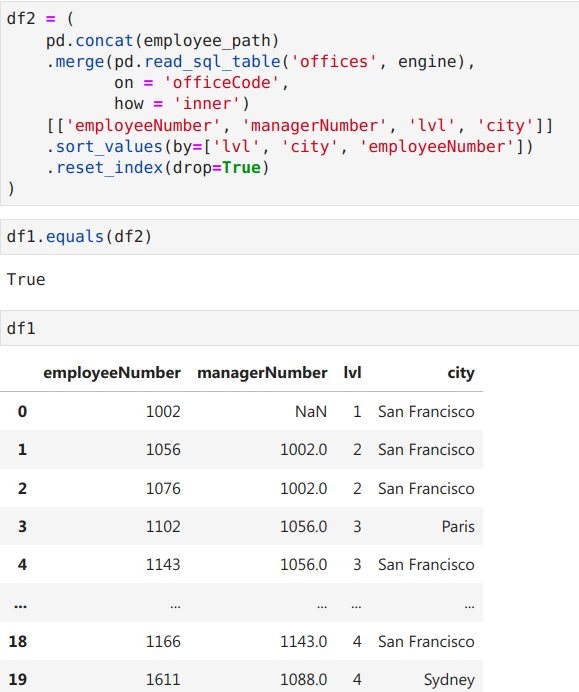 df2 = (
    pd.concat(employee_path)
    .merge(pd.read_sql_table('offices', engine),
           on = 'officeCode',
           how = 'inner')
    [['employeeNumber', 'managerNumber', 'lvl', 'city']]
    .sort_values(by=['lvl', 'city', 'employeeNumber'])
    .reset_index(drop=True)
)
df1.equals(df2)
True
df1
employeeNumber managerNumber lvl city
0 1002 NaN 1 San Francisco
1 1056 1002.0 2 San Francisco
2 1076 1002.0 2 San Francisco
3 1102 1056.0 3 Paris
4 1143 1056.0 3 San Francisco
... ... ... ... ...
18 1166 1143.0 4 San Francisco
19 1611 1088.0 4 Sydney